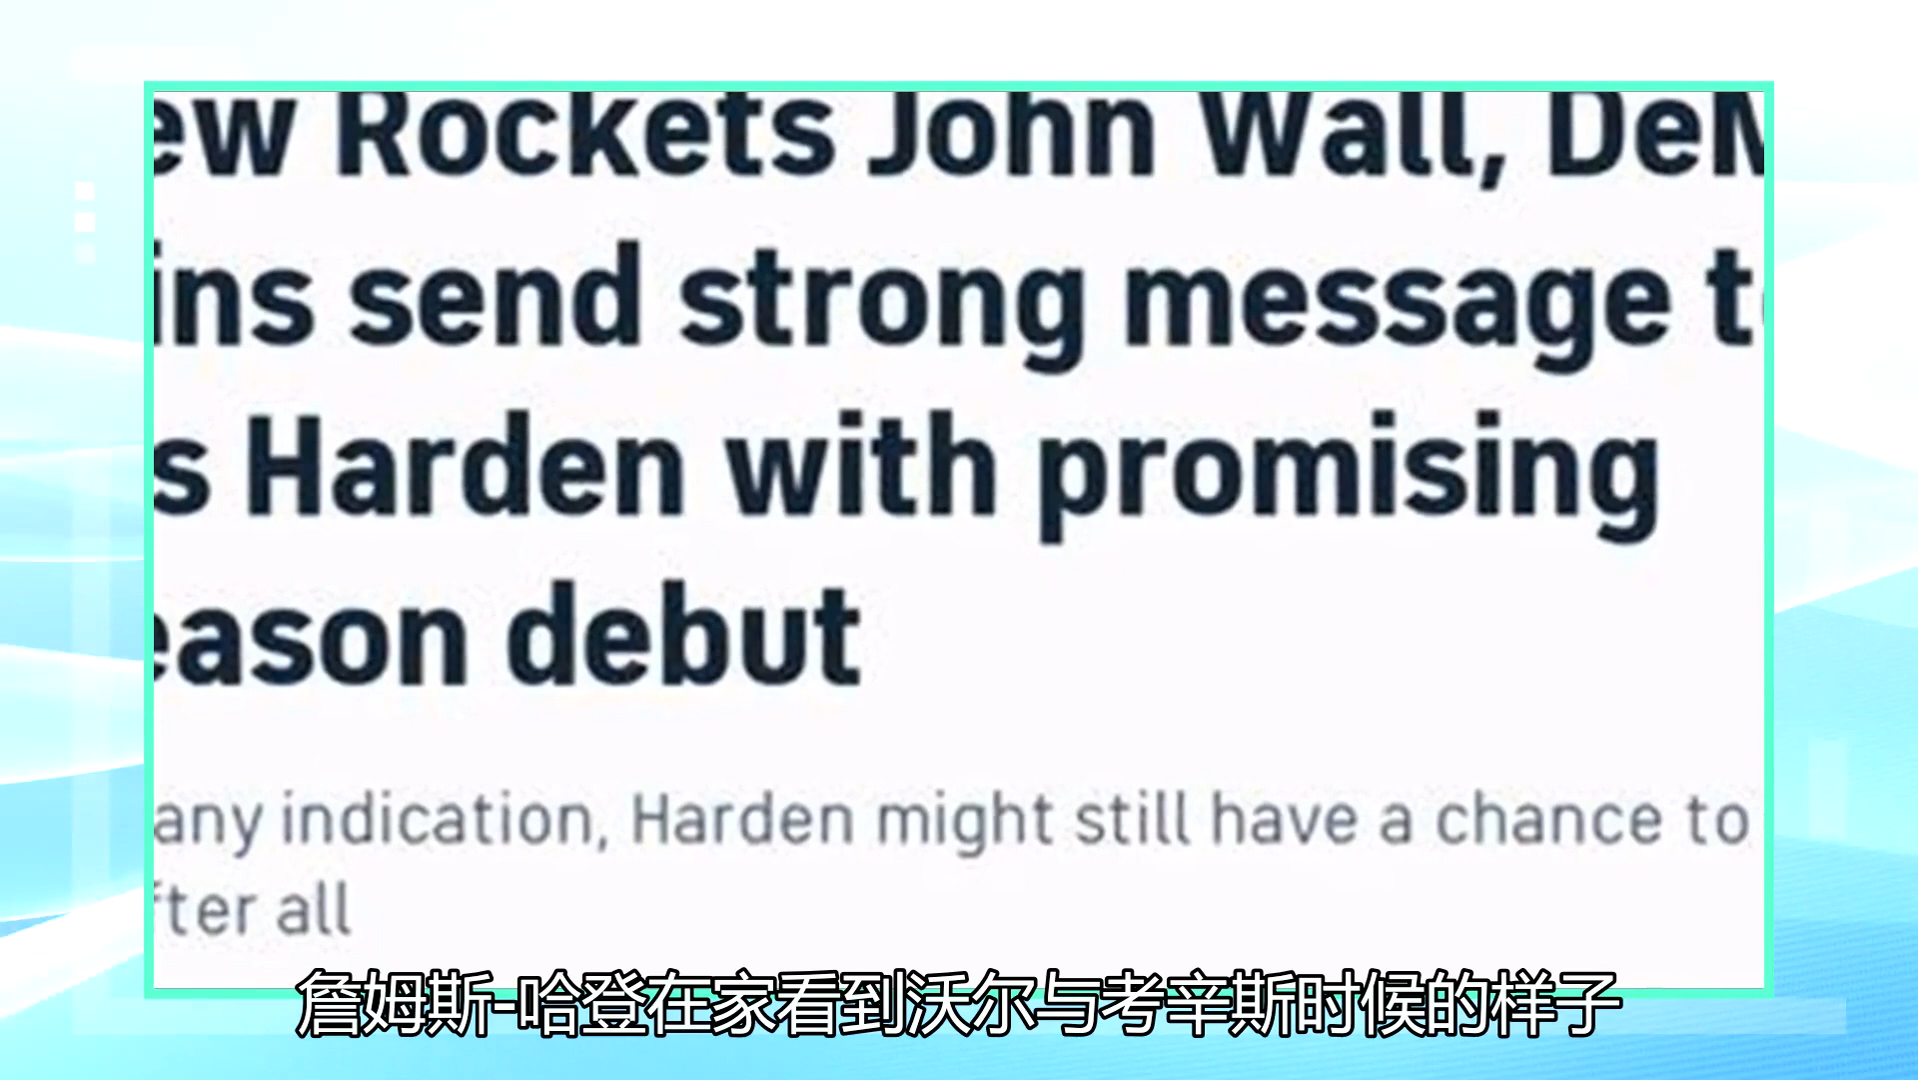 ew Rockets John Wall, DeM
ins send strong message t
s Harden with promising
eason debut
any indication, Harden might still have a chance to
fter all
詹姆斯-哈登在家看到沃尔与考辛斯时候的样子